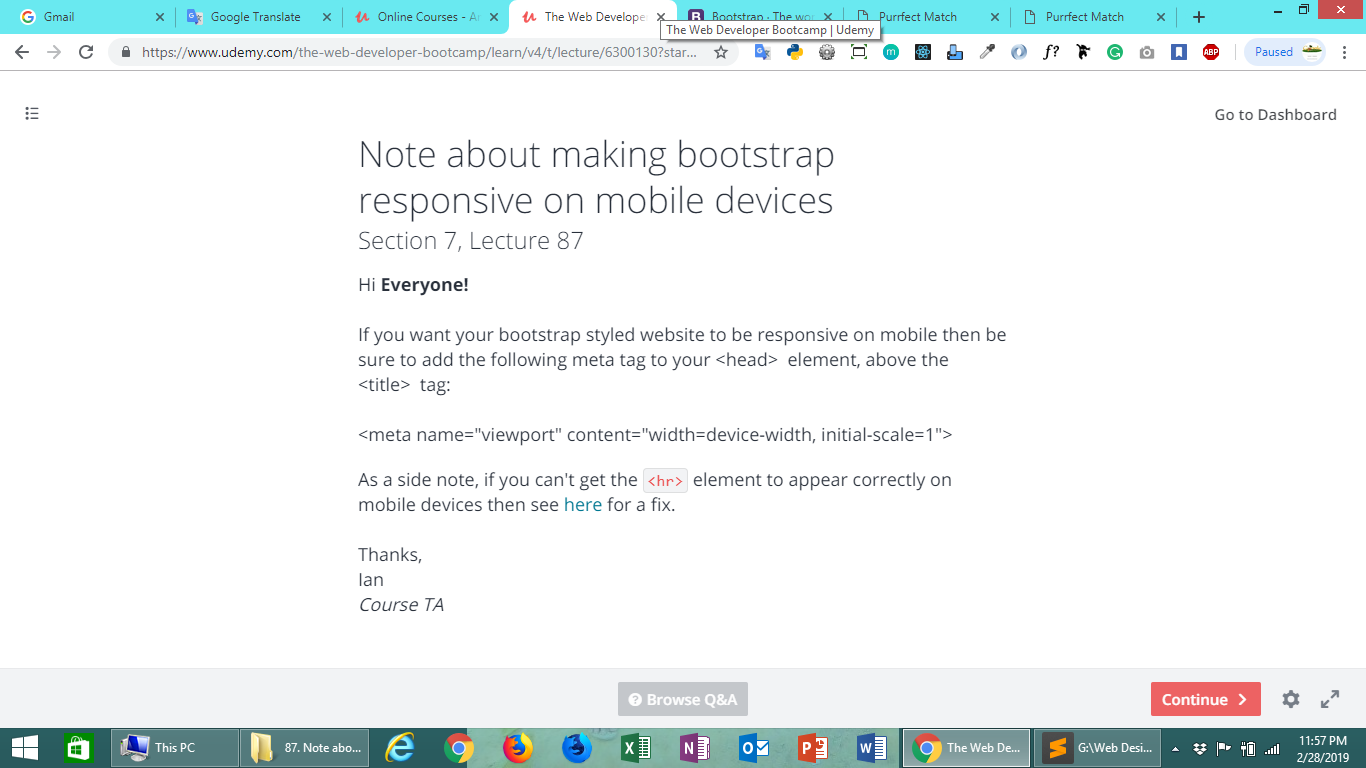 Gmail
Google Translate
Online Courses - A
The Web Develope
Bootstrap · The wo
Purrfect Match
Purrfect Match
The Web Developer Bootcamp | Udemy
https://www.udemy.com/the-web-developer-bootcamp/learn/v4/t/lecture/6300130?star...
f?
ABP
Paused
Go to Dashboard
Note about making bootstrap
responsive on mobile devices
Section 7, Lecture 87
Hi Everyone!
If you want your bootstrap styled website to be responsive on mobile then be
sure to add the following meta tag to your <head>  element, above the
<title>  tag:
<meta name="viewport" content="width=device-width, initial-scale=1">
As a side note, if you can't get the <hr> element to appear correctly on
mobile devices then see here for a fix.
Thanks,
Ian
Course TA
Browse Q&A
Continue
This PC
87. Note abo...
The Web De...
G:\Web Desi...
11:57 PM
2/28/2019